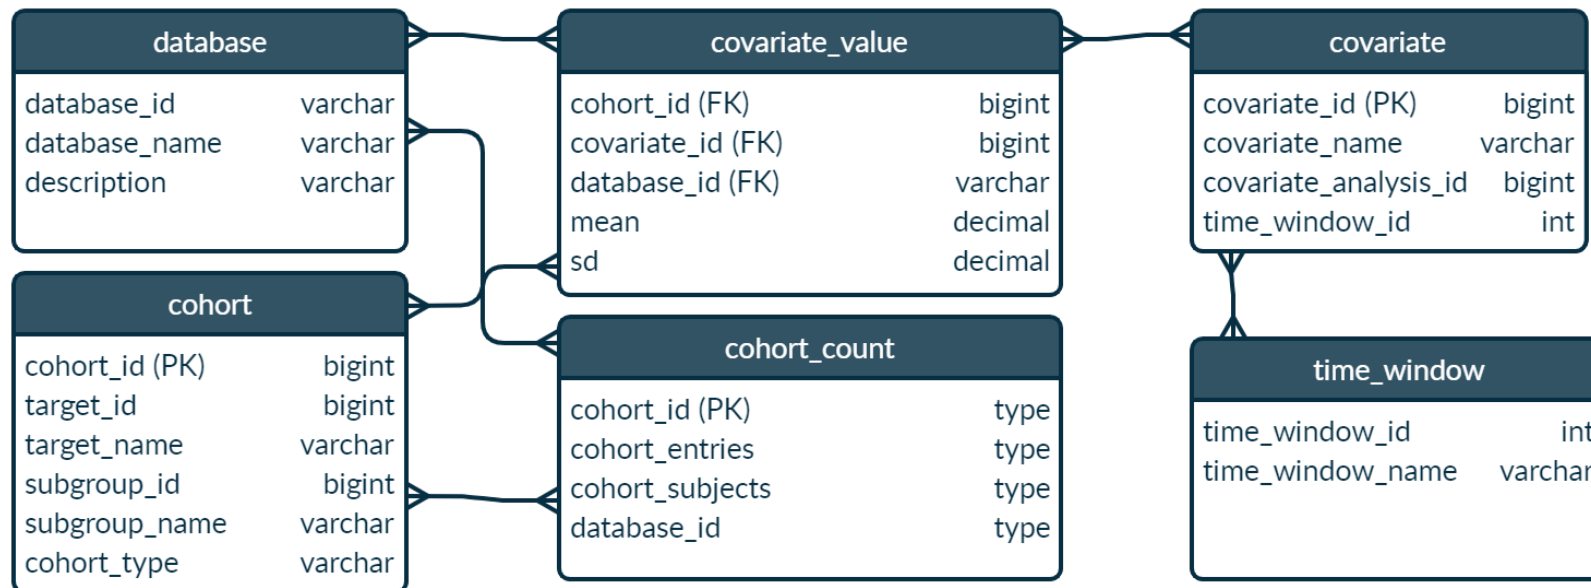 database
database_id varchar
database_name varchar
description varchar
covariate_value
cohort_id (FK) bigint
covariate_id (FK) bigint
database_id (FK) varchar
mean decimal
sd decimal
covariate
covariate_id (PK) bigint
covariate_name varchar
covariate_analysis_id bigint
time_window_id int
cohort
cohort_id (PK) bigint
target_id bigint
target_name varchar
subgroup_id bigint
subgroup_name varchar
cohort_type varchar
cohort_count
cohort_id (PK) type
cohort_entries type
cohort_subjects type
database_id type
time_window
time_window_id int
time_window_name varchar